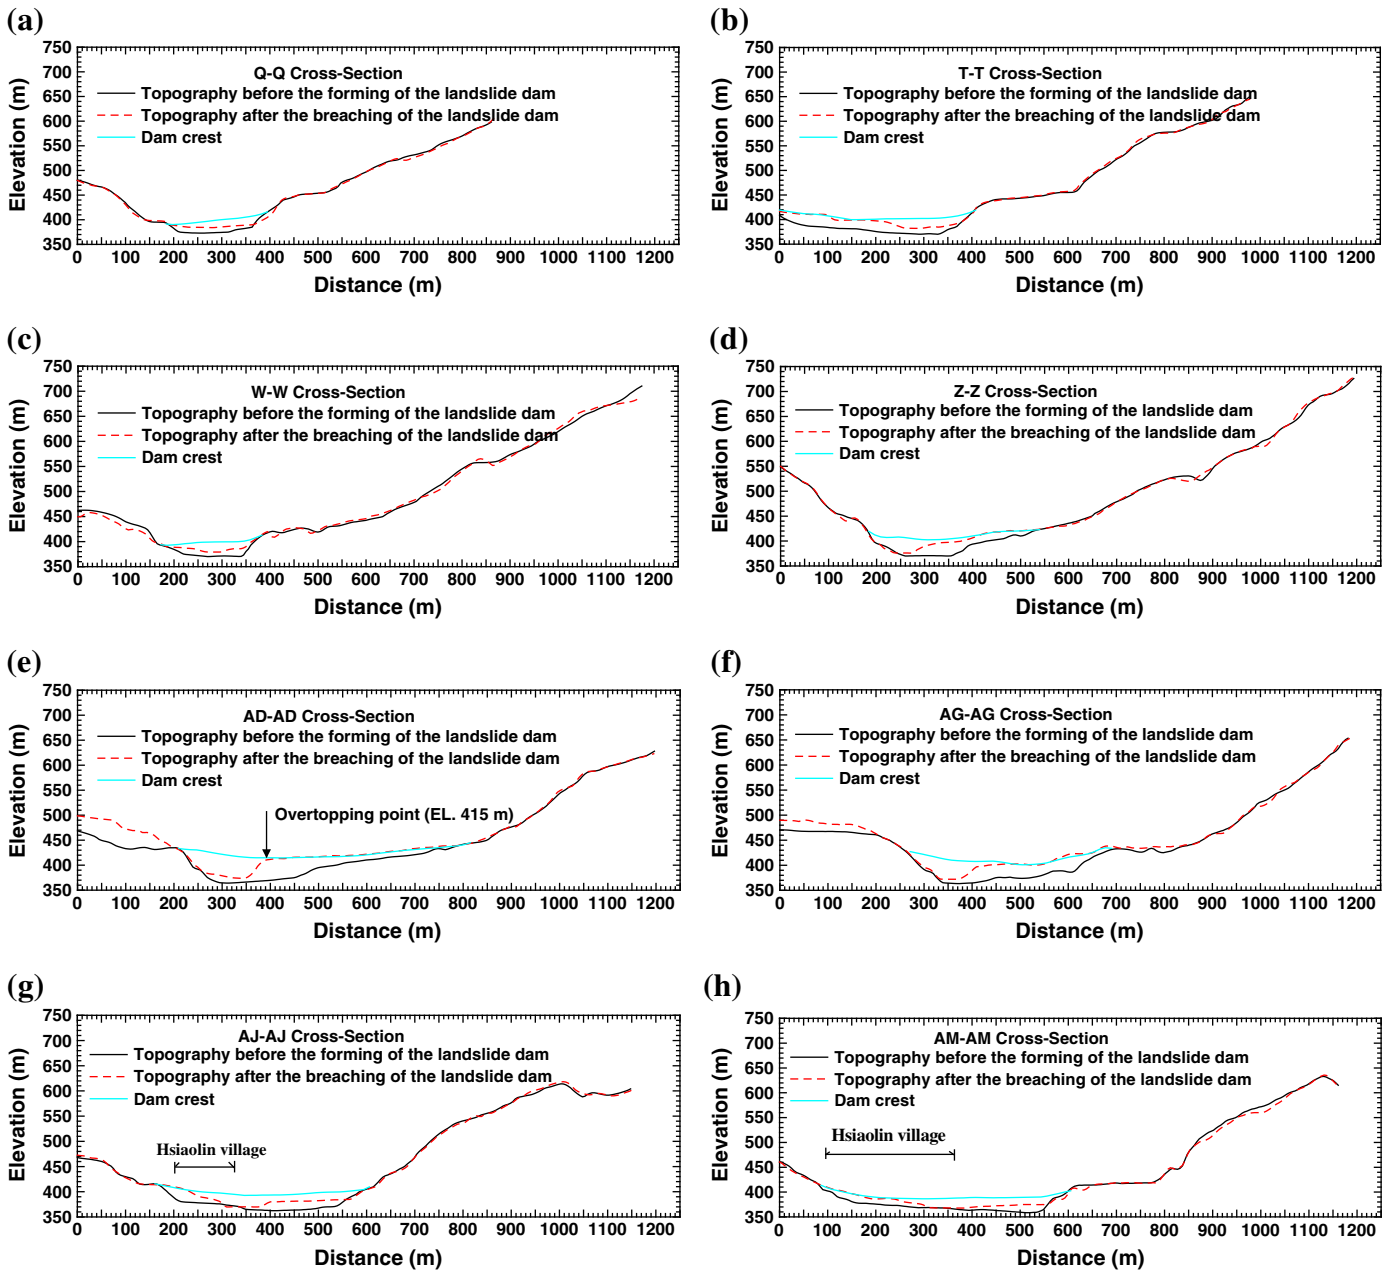 (a)
Q-Q Cross-Section
Topography before the forming of the landslide dam
Topography after the breaching of the landslide dam
Dam crest
Elevation (m)
750
700
650
600
550
500
450
400
350
0 100 200 300 400 500 600 700 800 900 1000 1100 1200
Distance (m)
(b)
T-T Cross-Section
Topography before the forming of the landslide dam
Topography after the breaching of the landslide dam
Dam crest
Elevation (m)
750
700
650
600
550
500
450
400
350
0 100 200 300 400 500 600 700 800 900 1000 1100 1200
Distance (m)
(c)
W-W Cross-Section
Topography before the forming of the landslide dam
Topography after the breaching of the landslide dam
Dam crest
Elevation (m)
750
700
650
600
550
500
450
400
350
0 100 200 300 400 500 600 700 800 900 1000 1100 1200
Distance (m)
(d)
Z-Z Cross-Section
Topography before the forming of the landslide dam
Topography after the breaching of the landslide dam
Dam crest
Elevation (m)
750
700
650
600
550
500
450
400
350
0 100 200 300 400 500 600 700 800 900 1000 1100 1200
Distance (m)
(e)
AD-AD Cross-Section
Topography before the forming of the landslide dam
Topography after the breaching of the landslide dam
Dam crest
Overtopping point (EL. 415 m)
Elevation (m)
750
700
650
600
550
500
450
400
350
0 100 200 300 400 500 600 700 800 900 1000 1100 1200
Distance (m)
(f)
AG-AG Cross-Section
Topography before the forming of the landslide dam
Topography after the breaching of the landslide dam
Dam crest
Elevation (m)
750
700
650
600
550
500
450
400
350
0 100 200 300 400 500 600 700 800 900 1000 1100 1200
Distance (m)
(g)
AJ-AJ Cross-Section
Topography before the forming of the landslide dam
Topography after the breaching of the landslide dam
Dam crest
Hsiaolin village
Elevation (m)
750
700
650
600
550
500
450
400
350
0 100 200 300 400 500 600 700 800 900 1000 1100 1200
Distance (m)
(h)
AM-AM Cross-Section
Topography before the forming of the landslide dam
Topography after the breaching of the landslide dam
Dam crest
Hsiaolin village
Elevation (m)
750
700
650
600
550
500
450
400
350
0 100 200 300 400 500 600 700 800 900 1000 1100 1200
Distance (m)